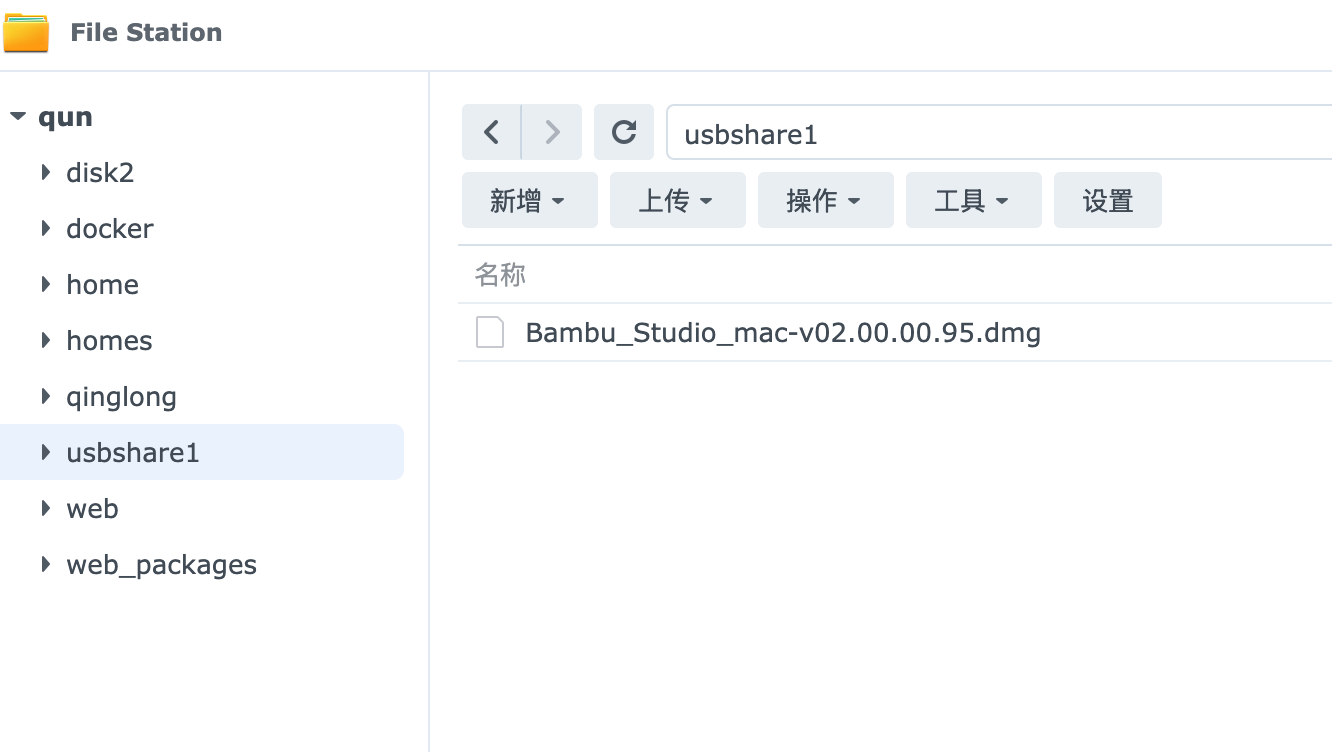 File Station
qun
disk2
docker
home
homes
qinglong
usbshare1
web
web_packages
usbshare1
新增 上传 操作 工具 设置
名称
Bambu_Studio_mac-v02.00.00.95.dmg